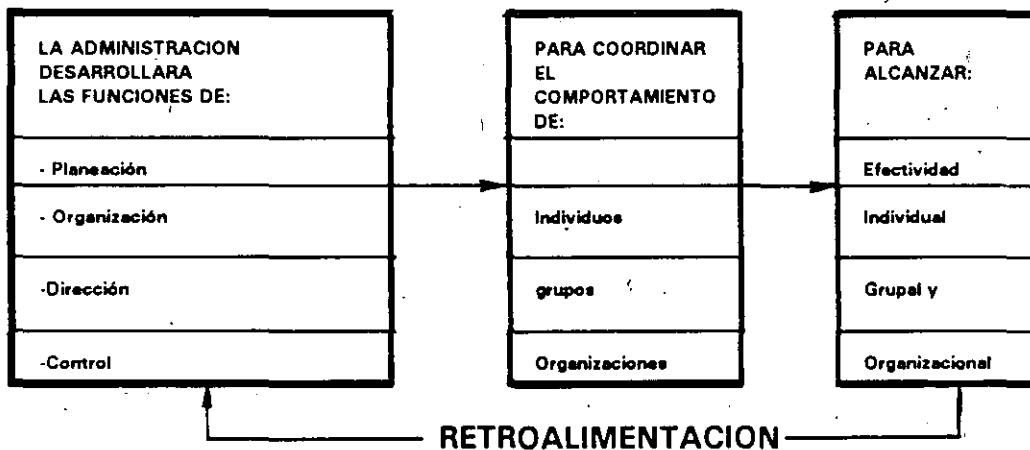 LA ADMINISTRACION
DESARROLLARA
LAS FUNCIONES DE:
- Planeación
- Organización
-Dirección
-Control
PARA COORDINAR
EL
COMPORTAMIENTO
DE:
Individuos
grupos
Organizaciones
PARA
ALCANZAR:
Efectividad
Individual
Grupal y
Organizacional
RETROALIMENTACION